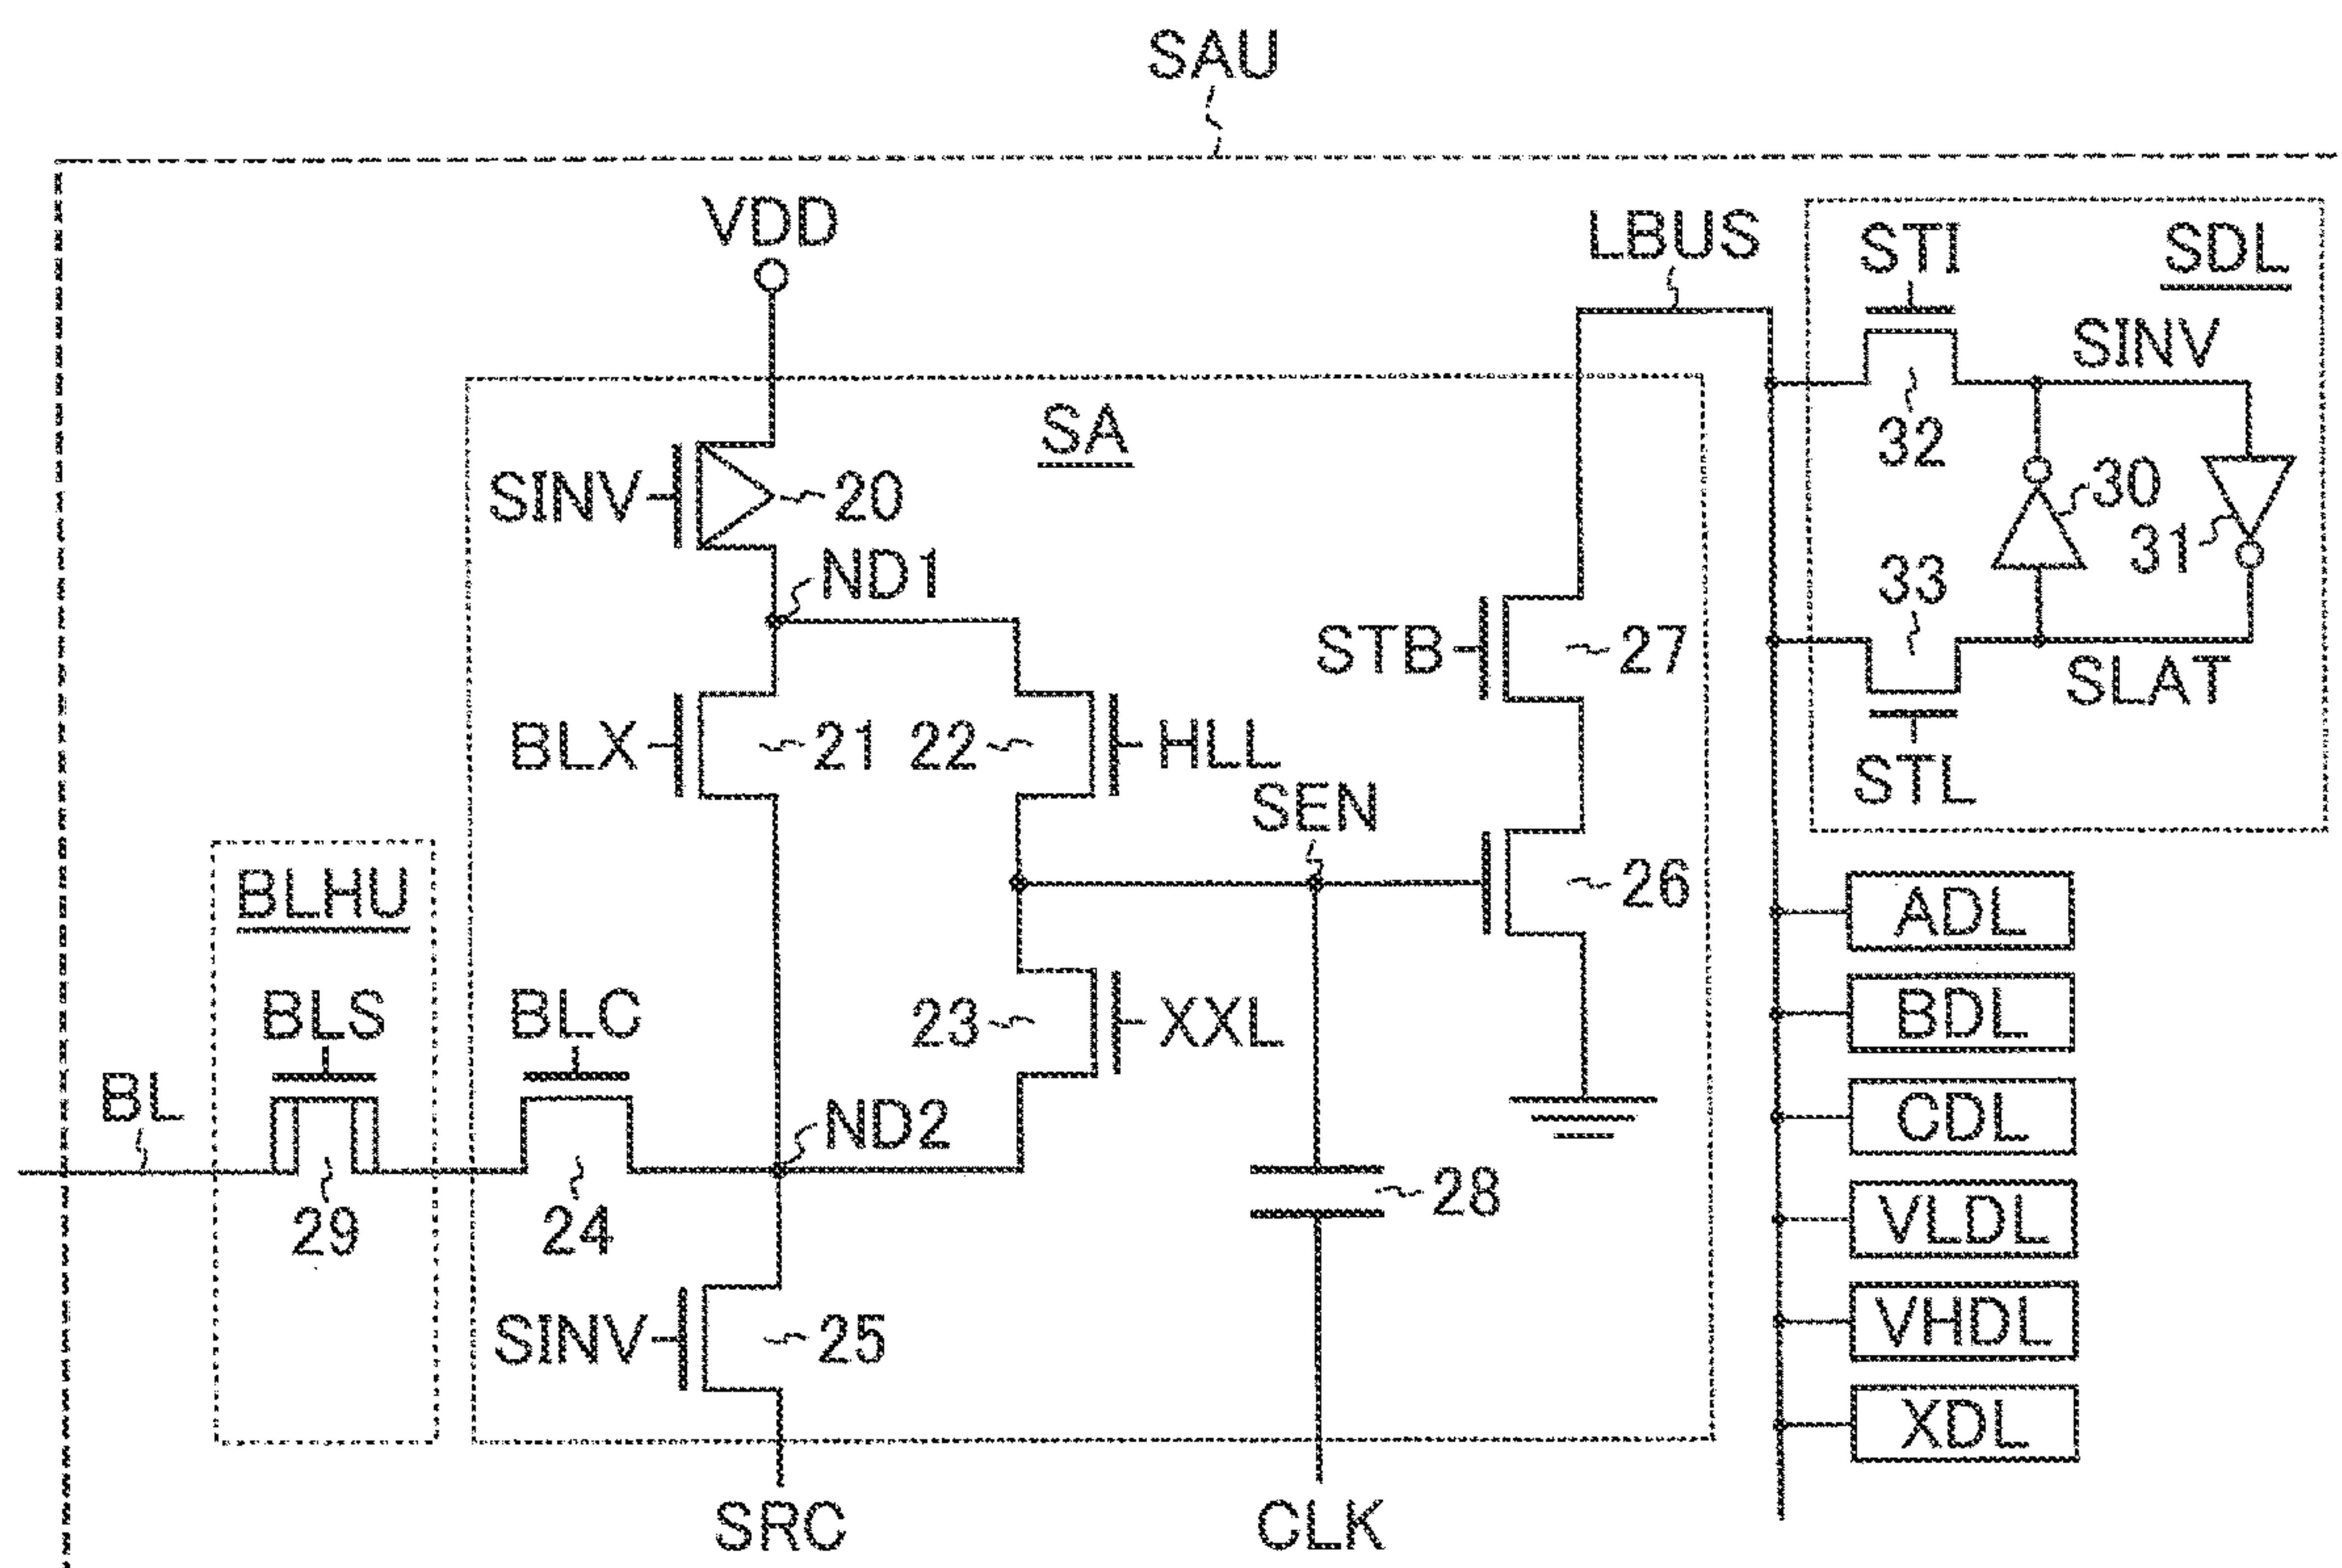 SAU
VDD
LBUS
STI
SDL
SINV
32
30
31
33
SLAT
STL
SA
SINV
20
ND1
STB
27
BLX
21
22
HLL
SEN
26
BLHU
ADL
BDL
CDL
VLDL
VHDL
XDL
BLS
BLC
23
XXL
BL
ND2
29
24
28
SINV
25
SRC
CLK